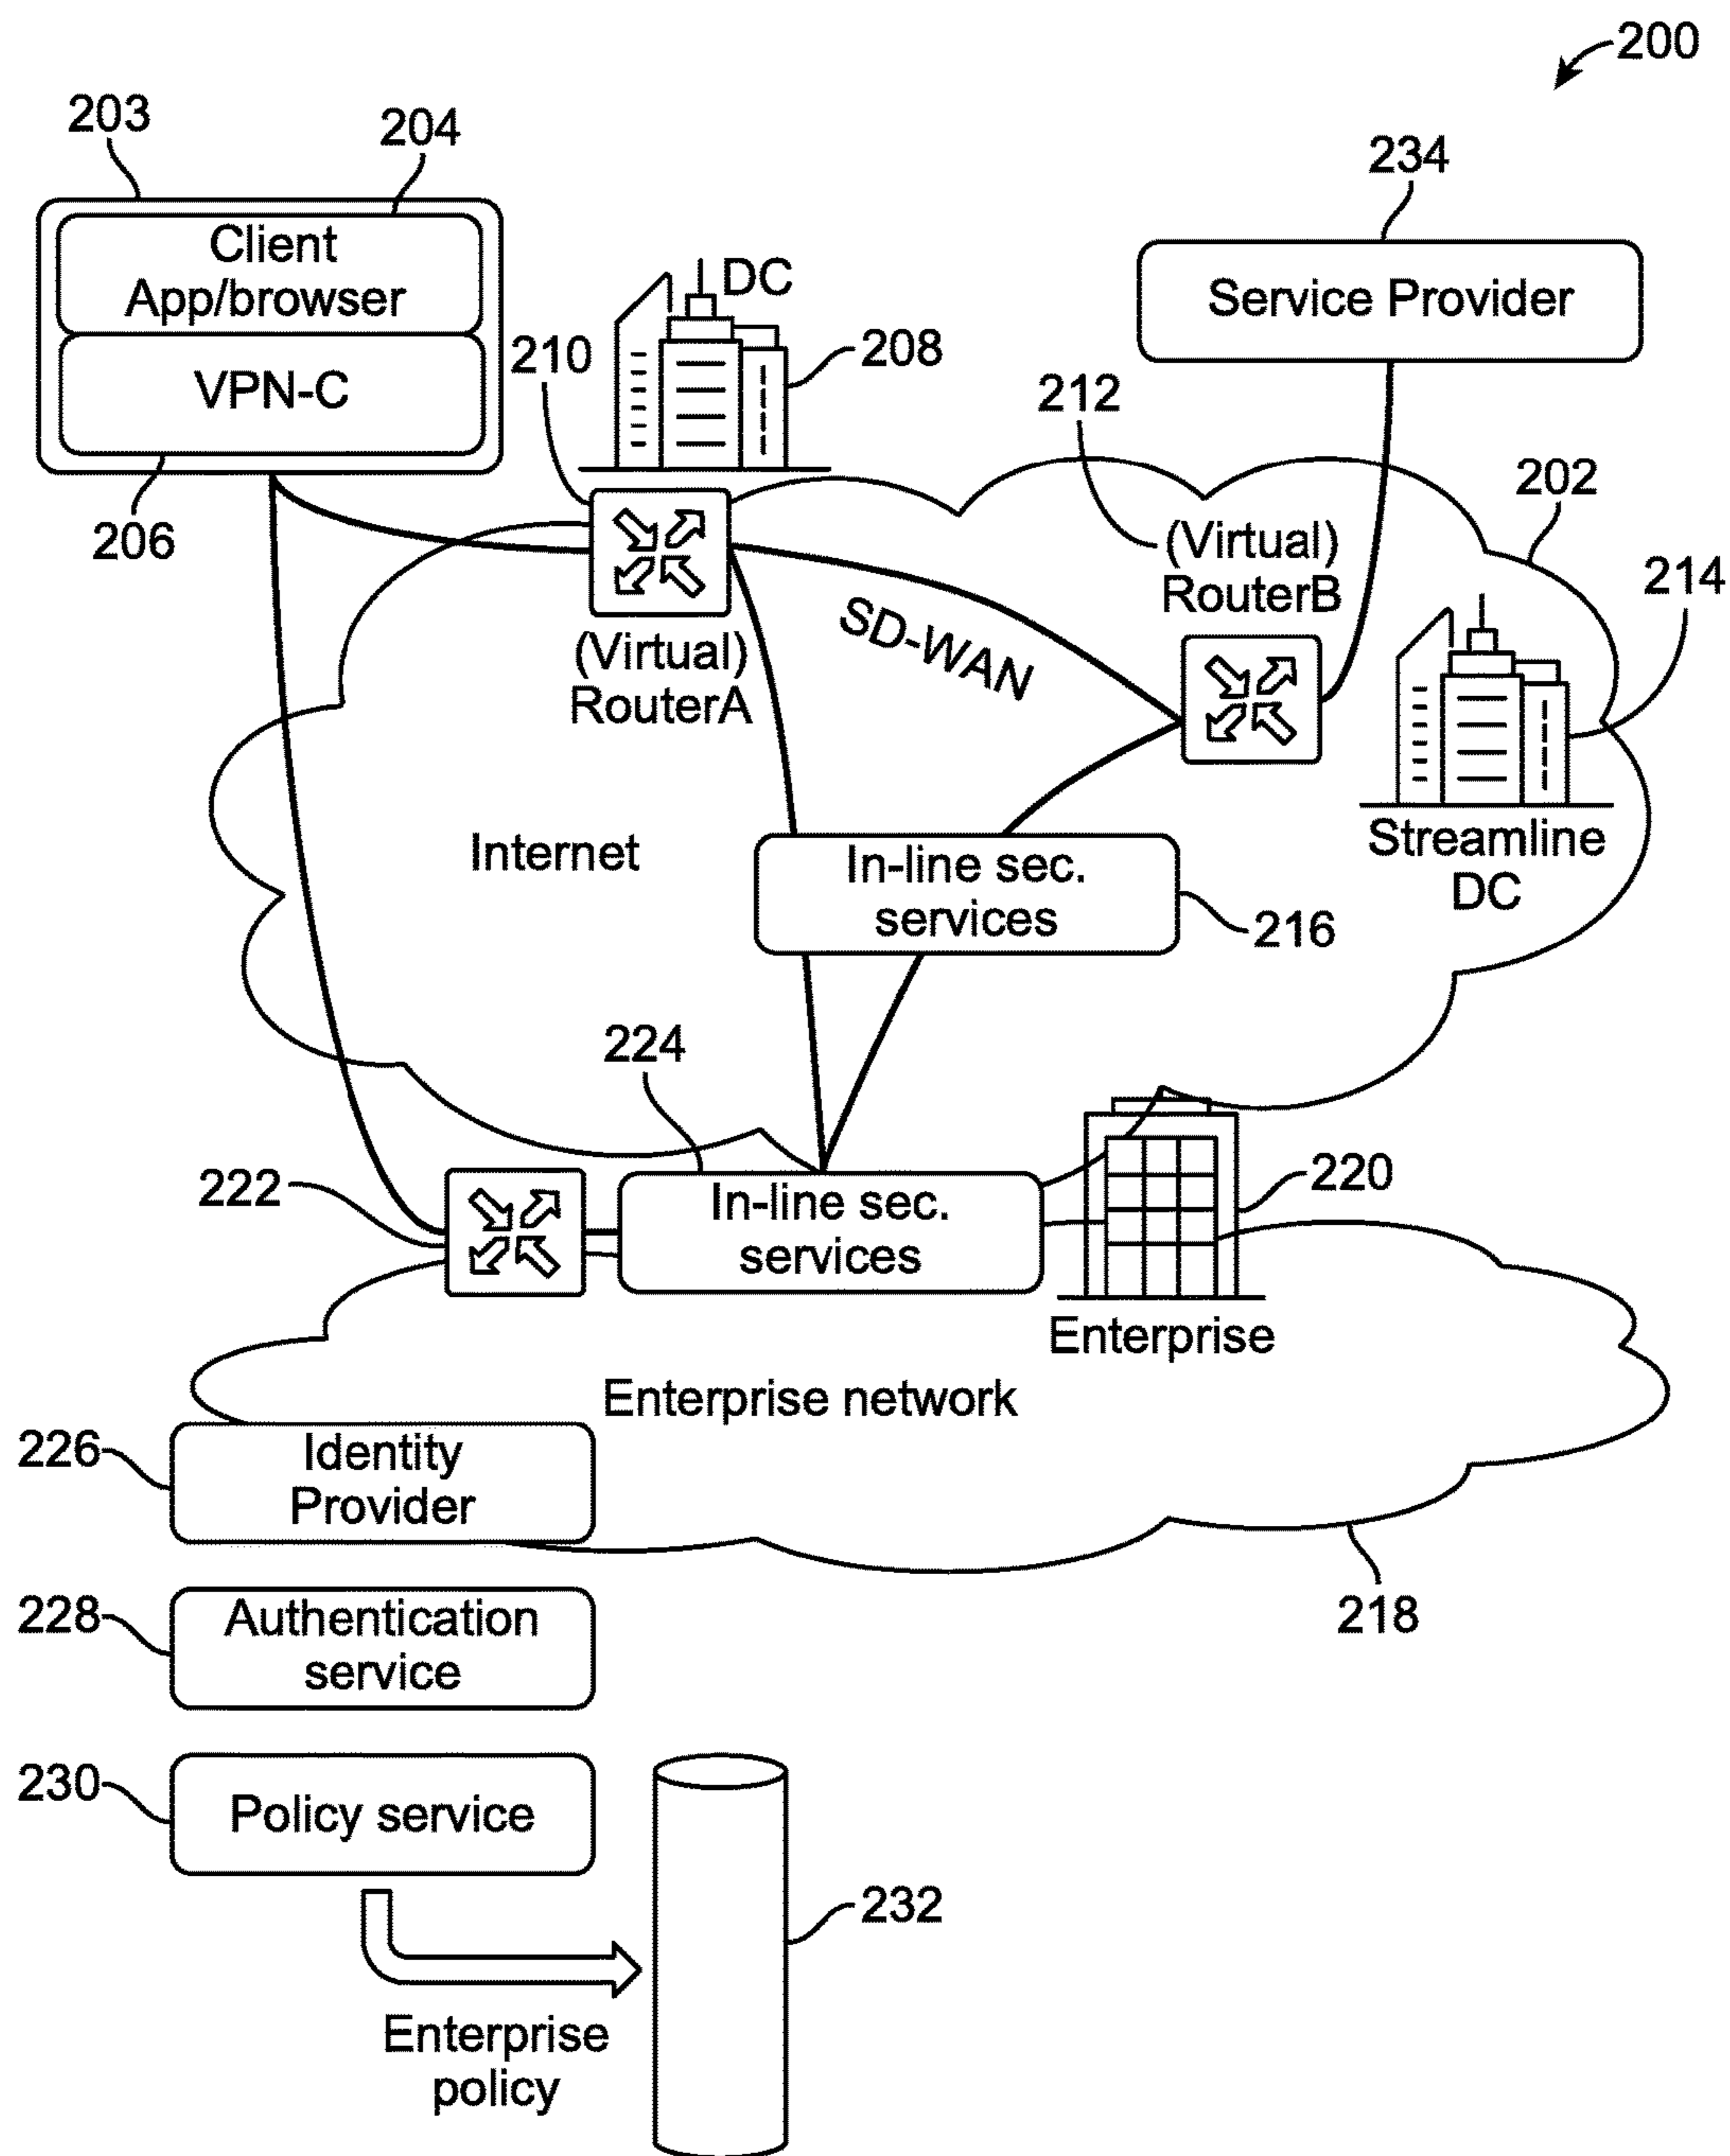 200
203
204
234
Client
App/browser
DC
Service Provider
210
208
VPN-C
212
202
206
(Virtual)
RouterB
214
SD-WAN
(Virtual)
RouterA
Internet
In-line sec.
services
Streamline
DC
216
224
222
In-line sec.
services
220
Enterprise
Enterprise network
226
Identity
Provider
228
Authentication
service
218
230
Policy service
232
Enterprise
policy